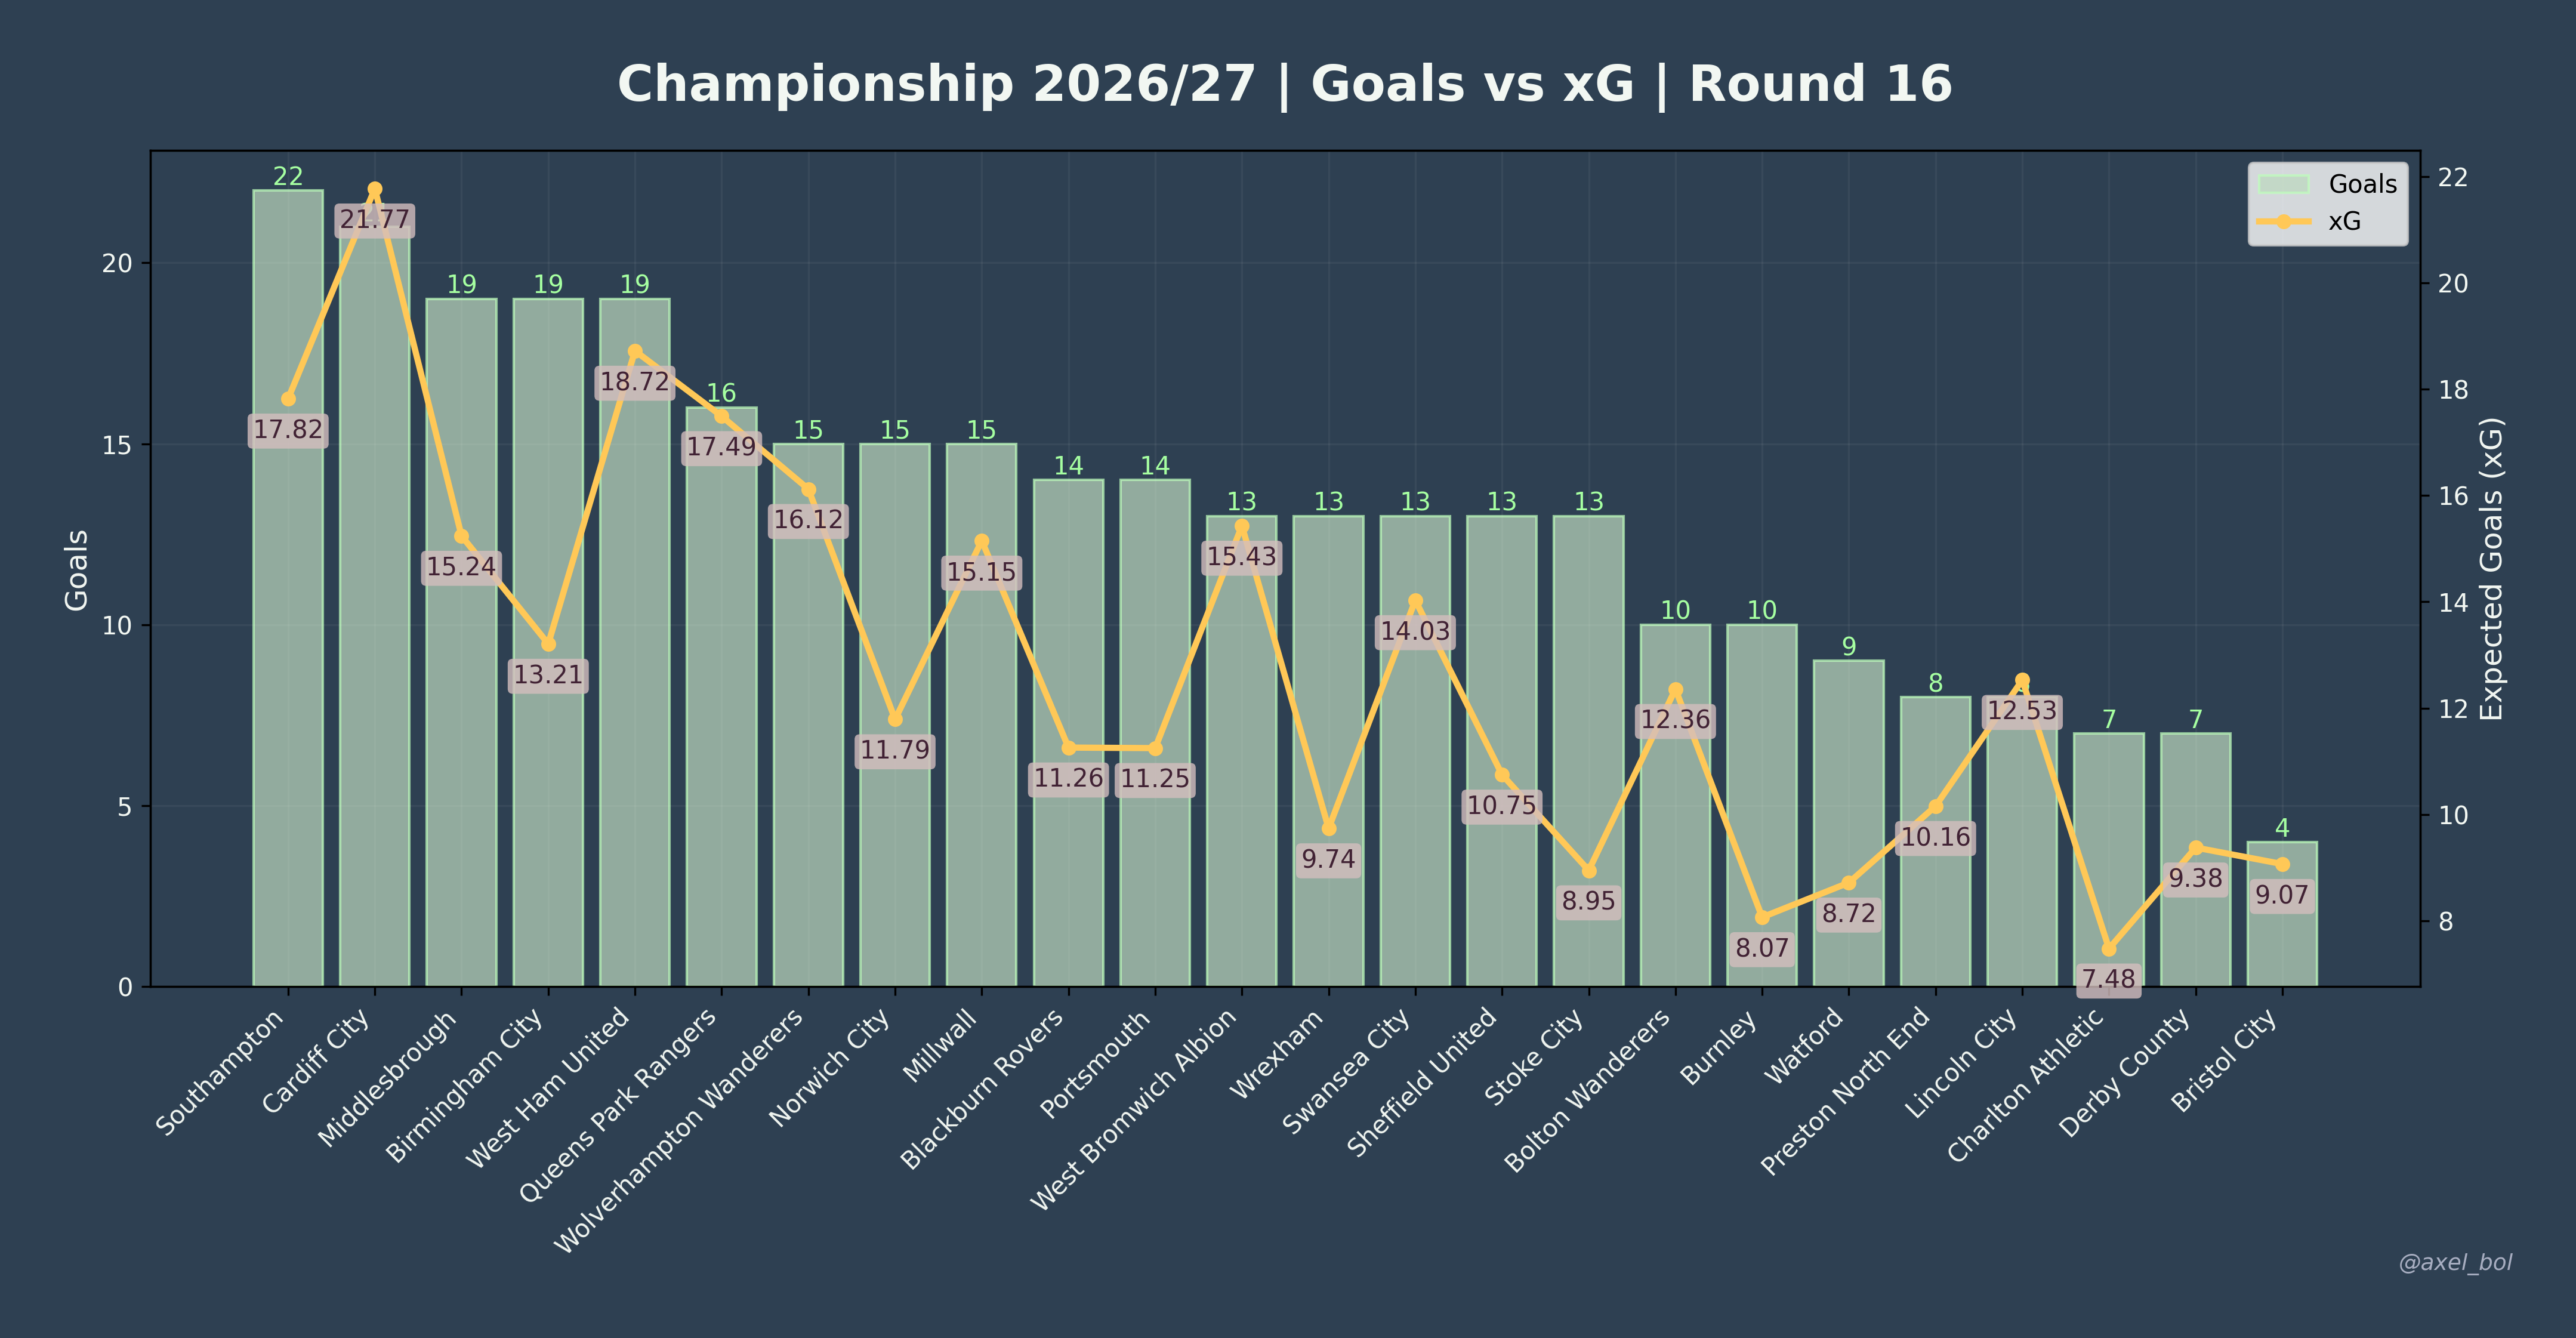 Championship 2026/27 | Goals vs xG | Round 16
Goals
xG
22
19
19
19
16
15
15
15
14
14
13
13
13
13
13
10
10
9
8
7
7
4
17.82
21.77
15.24
13.21
18.72
17.49
16.12
11.79
15.15
11.26
11.25
15.43
9.74
14.03
10.75
8.95
12.36
8.07
8.72
10.16
12.53
7.48
9.38
9.07
20
15
10
5
0
Goals
22
20
18
16
14
12
10
8
Expected Goals (xG)
Southampton
Cardiff City
Middlesbrough
Birmingham City
West Ham United
Queens Park Rangers
Wolverhampton Wanderers
Norwich City
Millwall
Blackburn Rovers
Portsmouth
West Bromwich Albion
Wrexham
Swansea City
Sheffield United
Stoke City
Bolton Wanderers
Burnley
Watford
Preston North End
Lincoln City
Charlton Athletic
Derby County
Bristol City
@axel_bol